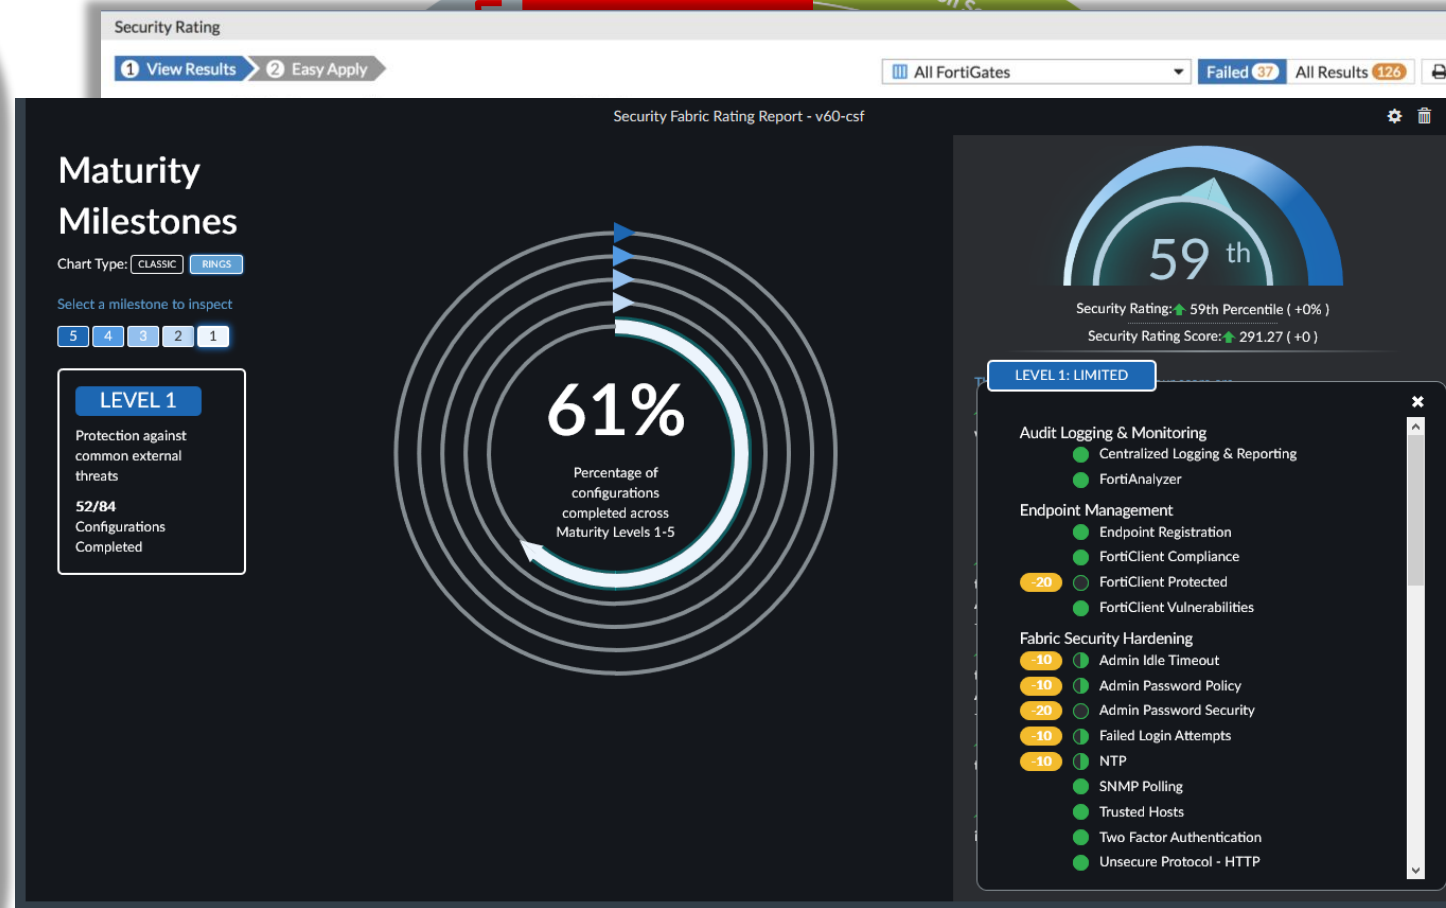 Security Rating
1 View Results 2 Easy Apply
All FortiGates
Failed 37 All Results 126
Security Fabric Rating Report - v60-csf
Maturity
Milestones
Chart Type: CLASSIC RINGS
Select a milestone to inspect
5 4 3 2 1
LEVEL 1
Protection against
common external
threats
52/84
Configurations
Completed
61%
Percentage of
configurations
completed across
Maturity Levels 1-5
59 th
Security Rating: 59th Percentile ( +0% )
Security Rating Score: 291.27 ( +0 )
LEVEL 1: LIMITED
Audit Logging & Monitoring
Centralized Logging & Reporting
FortiAnalyzer
Endpoint Management
Endpoint Registration
FortiClient Compliance
-20 FortiClient Protected
FortiClient Vulnerabilities
Fabric Security Hardening
-10 Admin Idle Timeout
-10 Admin Password Policy
-20 Admin Password Security
-10 Failed Login Attempts
-10 NTP
SNMP Polling
Trusted Hosts
Two Factor Authentication
Unsecure Protocol - HTTP